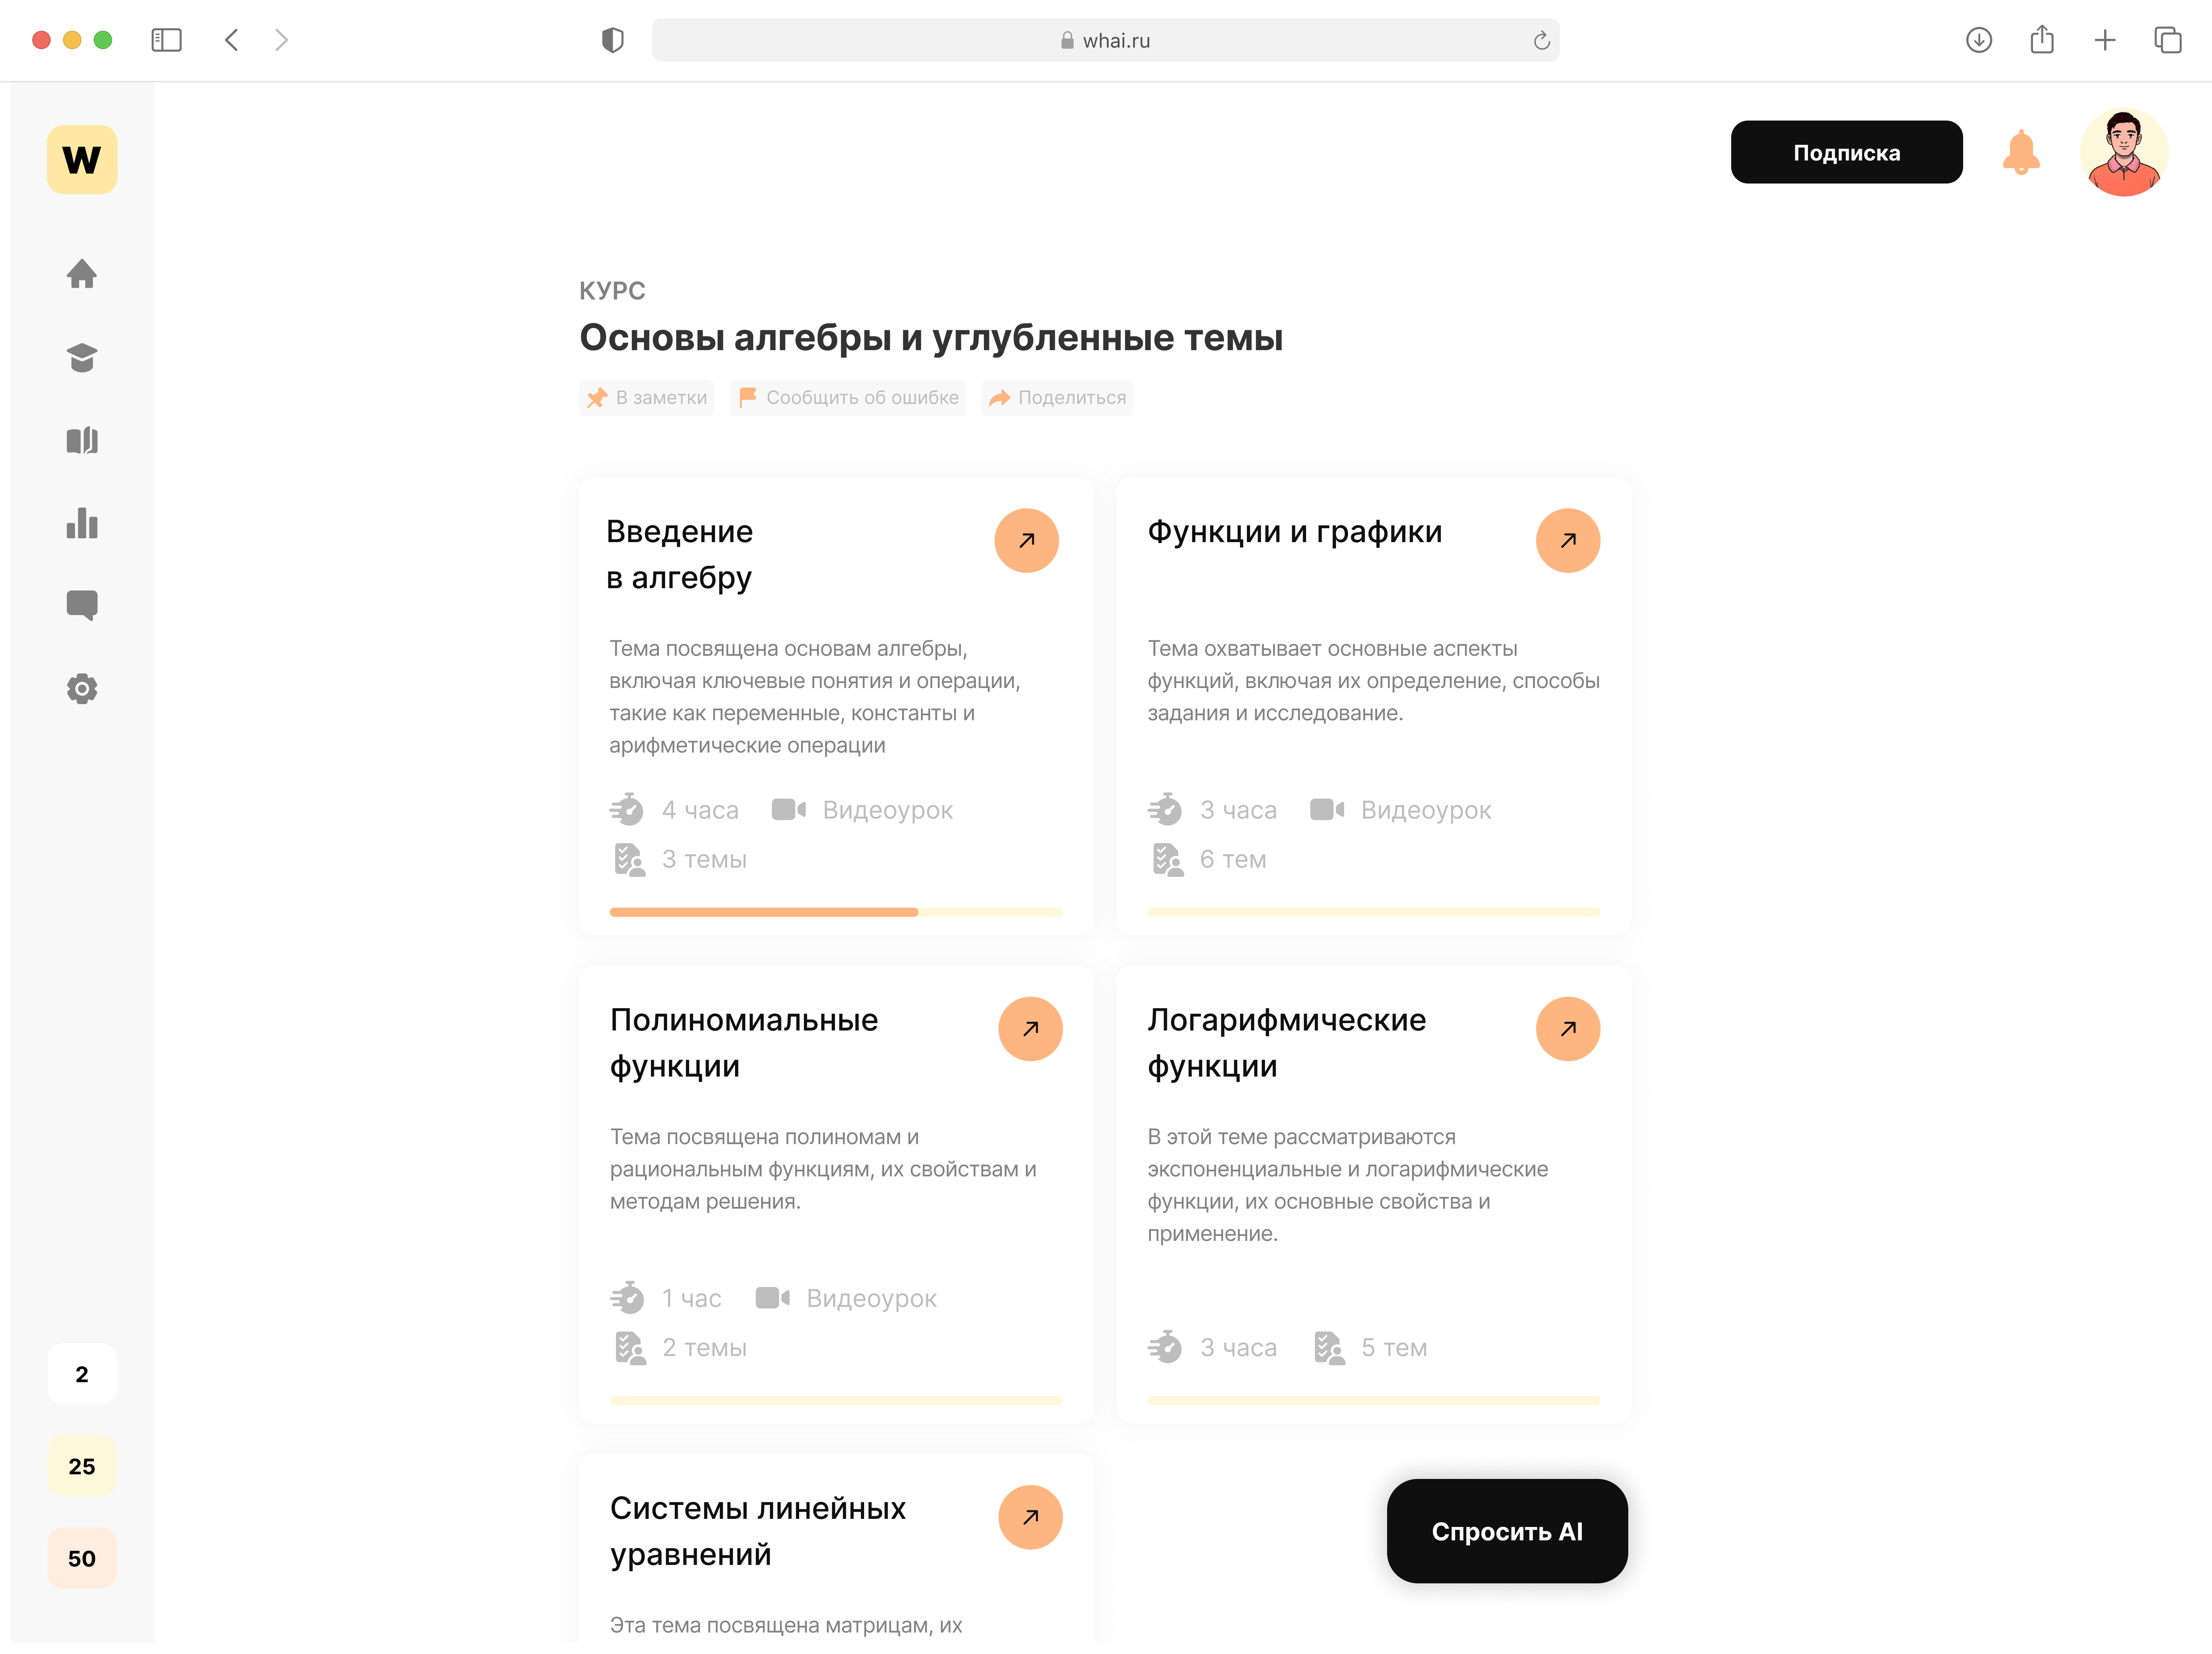 whai.ru
W
Подписка
КУРС
Основы алгебры и углубленные темы
В заметки
Сообщить об ошибке
Поделиться
Введение
в алгебру
Тема посвящена основам алгебры,
включая ключевые понятия и операции,
такие как переменные, константы и
арифметические операции
4 часа
Видеоурок
3 темы
Функции и графики
Тема охватывает основные аспекты
функций, включая их определение, способы
задания и исследование.
3 часа
Видеоурок
6 тем
Полиномиальные
функции
Тема посвящена полиномам и
рациональным функциям, их свойствам и
методам решения.
1 час
Видеоурок
2 темы
Логарифмические
функции
В этой теме рассматриваются
экспоненциальные и логарифмические
функции, их основные свойства и
применение.
3 часа
5 тем
Системы линейных
уравнений
Эта тема посвящена матрицам, их
Спросить AI
2
25
50